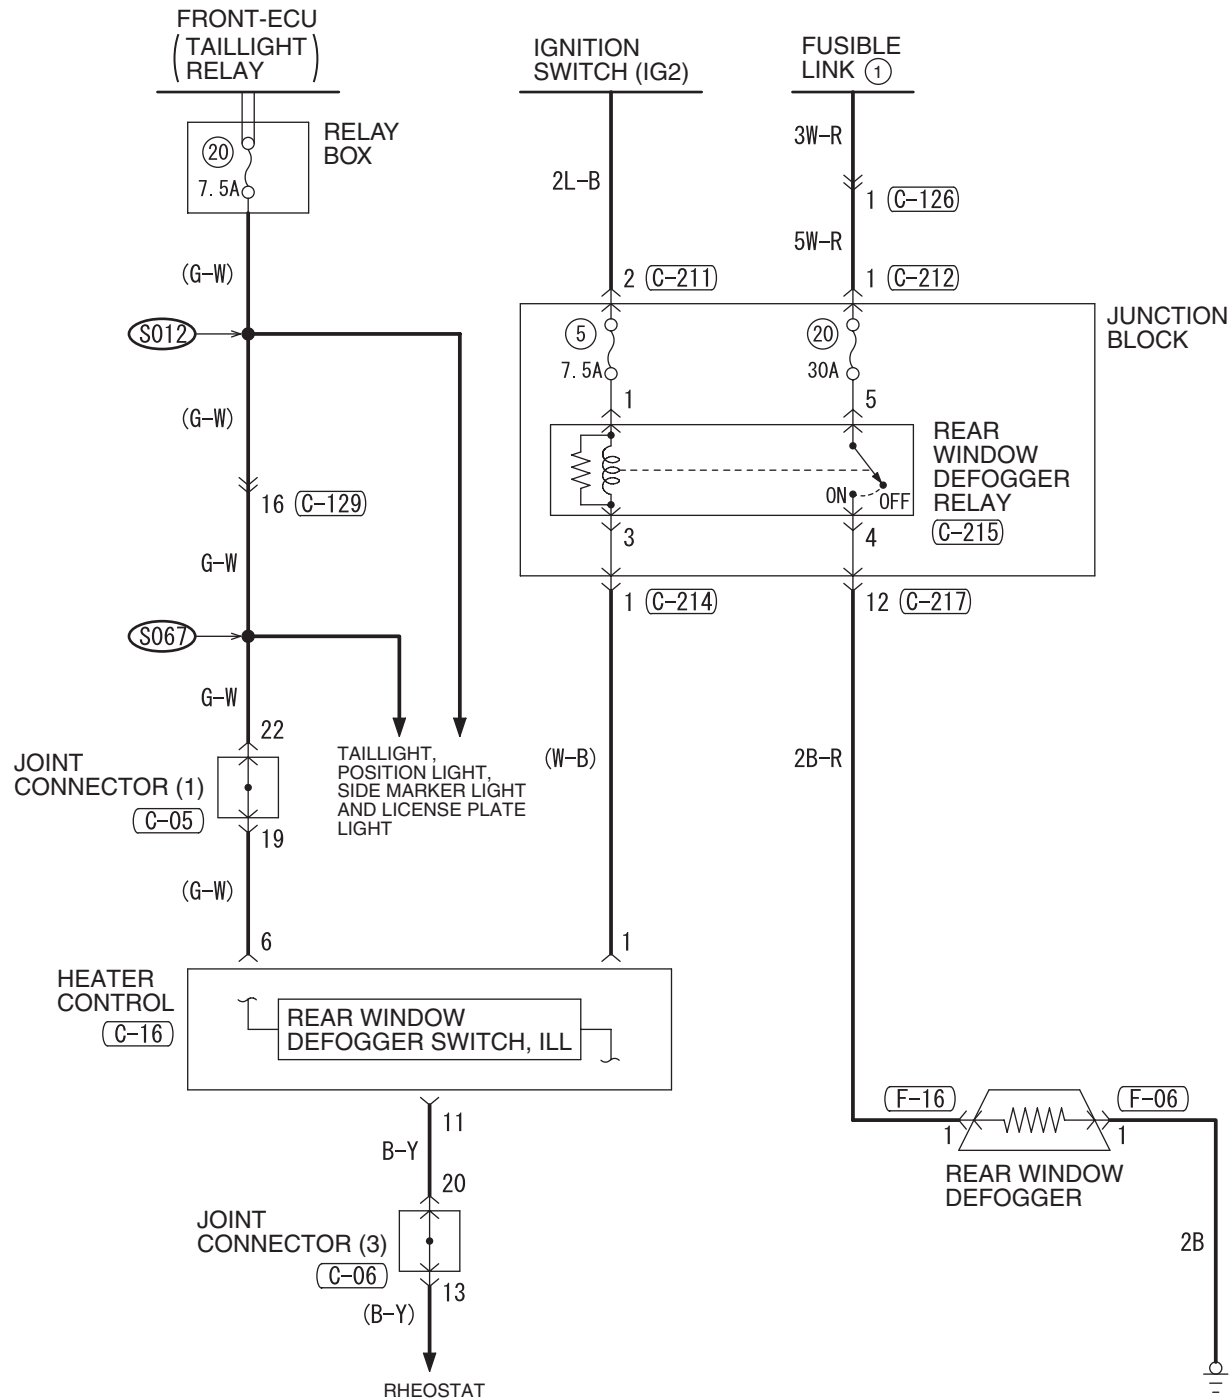 FRONT-ECU
(TAILLIGHT
RELAY)
IGNITION
SWITCH (IG2)
FUSIBLE
LINK 1
RELAY
BOX
20
7.5A
3W-R
2L-B
1 C-126
5W-R
(G-W)
2 C-211
1 C-212
JUNCTION
BLOCK
S012
5
7.5A
20
30A
1
5
(G-W)
REAR
WINDOW
DEFOGGER
RELAY
C-215
ON
OFF
16 C-129
3
4
G-W
1 C-214
12 C-217
S067
G-W
22
JOINT
CONNECTOR (1)
C-05
19
TAILLIGHT,
POSITION LIGHT,
SIDE MARKER LIGHT
AND LICENSE PLATE
LIGHT
(W-B)
2B-R
(G-W)
6
1
HEATER
CONTROL
C-16
REAR WINDOW
DEFOGGER SWITCH, ILL
11
B-Y
20
JOINT
CONNECTOR (3)
C-06
13
(B-Y)
RHEOSTAT
F-16
1
F-06
1
REAR WINDOW
DEFOGGER
2B